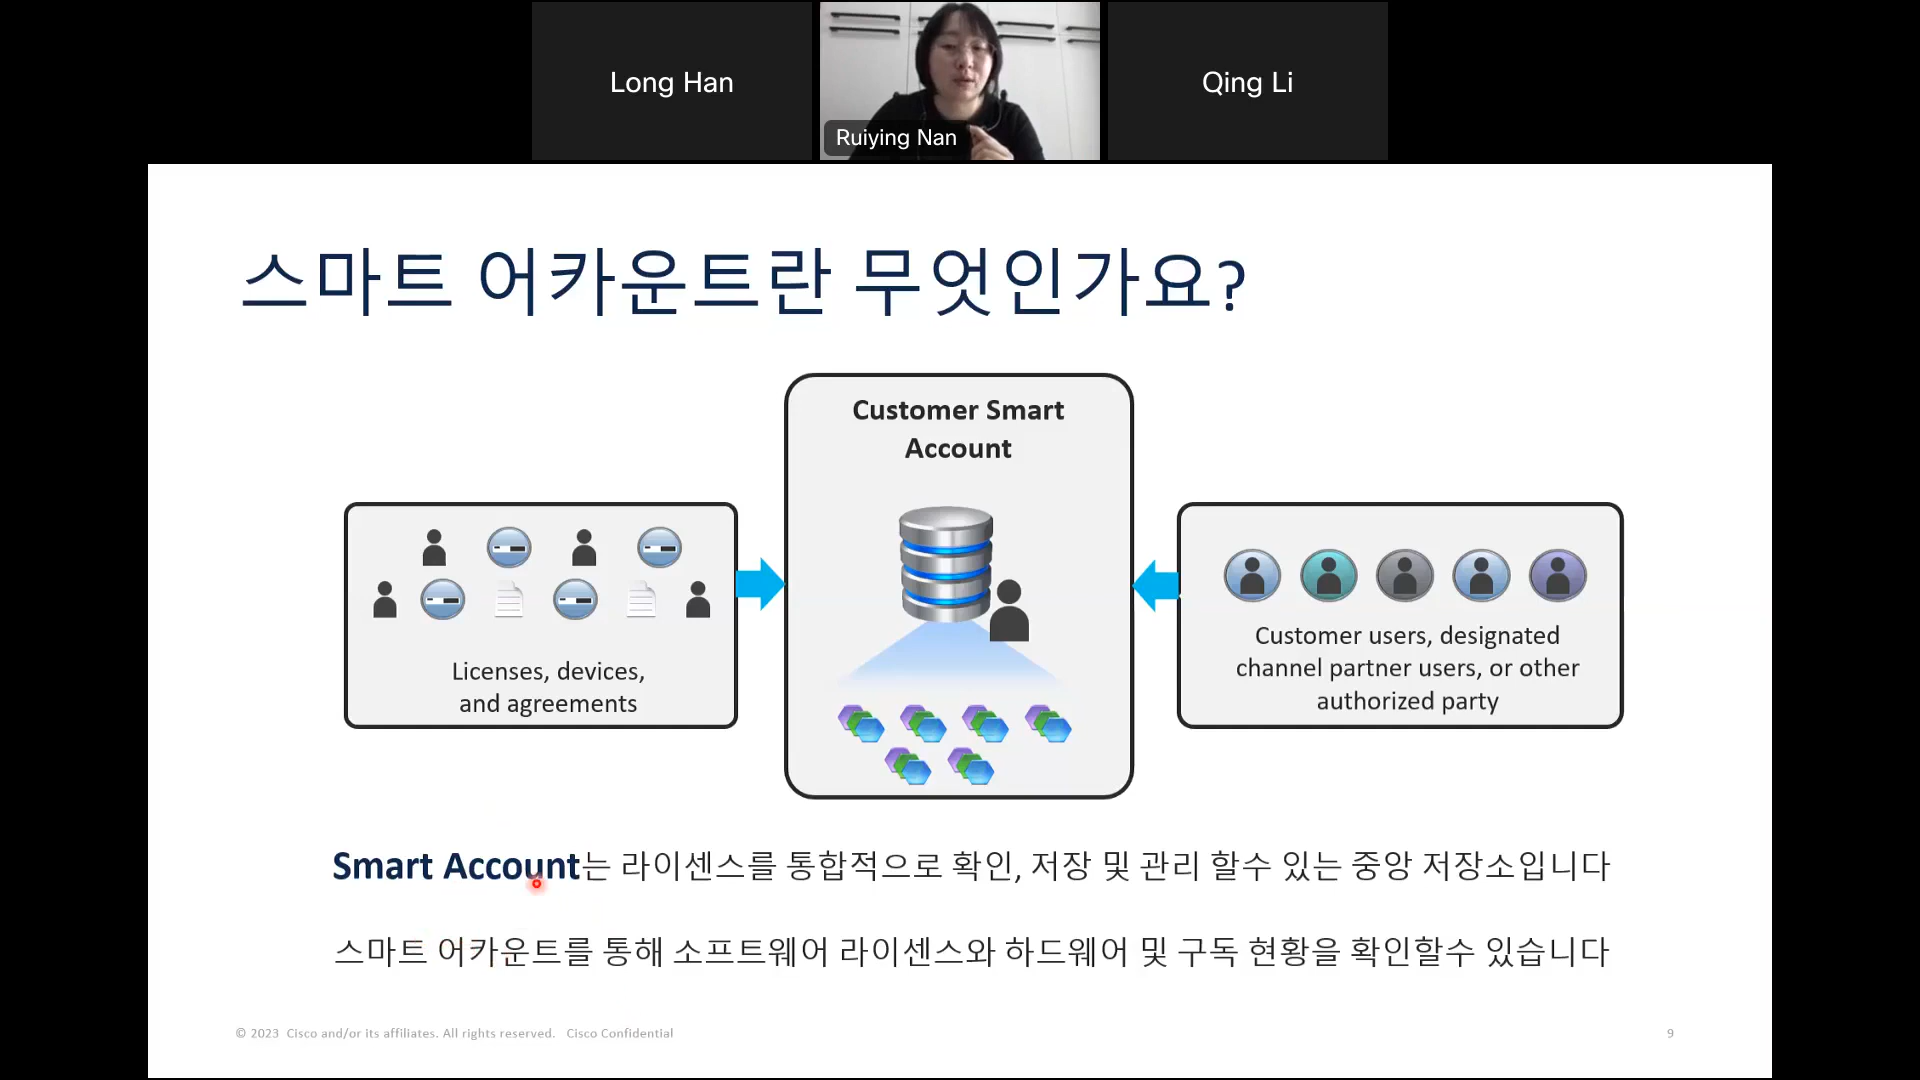 Long Han
Ruiying Nan
Qing Li
스마트 어카운트란 무엇인가요?
Customer Smart
Account
Licenses, devices,
and agreements
Customer users, designated
channel partner users, or other
authorized party
Smart Account는 라이센스를 통합적으로 확인, 저장 및 관리 할수 있는 중앙 저장소입니다
스마트 어카운트를 통해 소프트웨어 라이센스와 하드웨어 및 구독 현황을 확인할수 있습니다
© 2023 Cisco and/or its affiliates. All rights reserved. Cisco Confidential
9